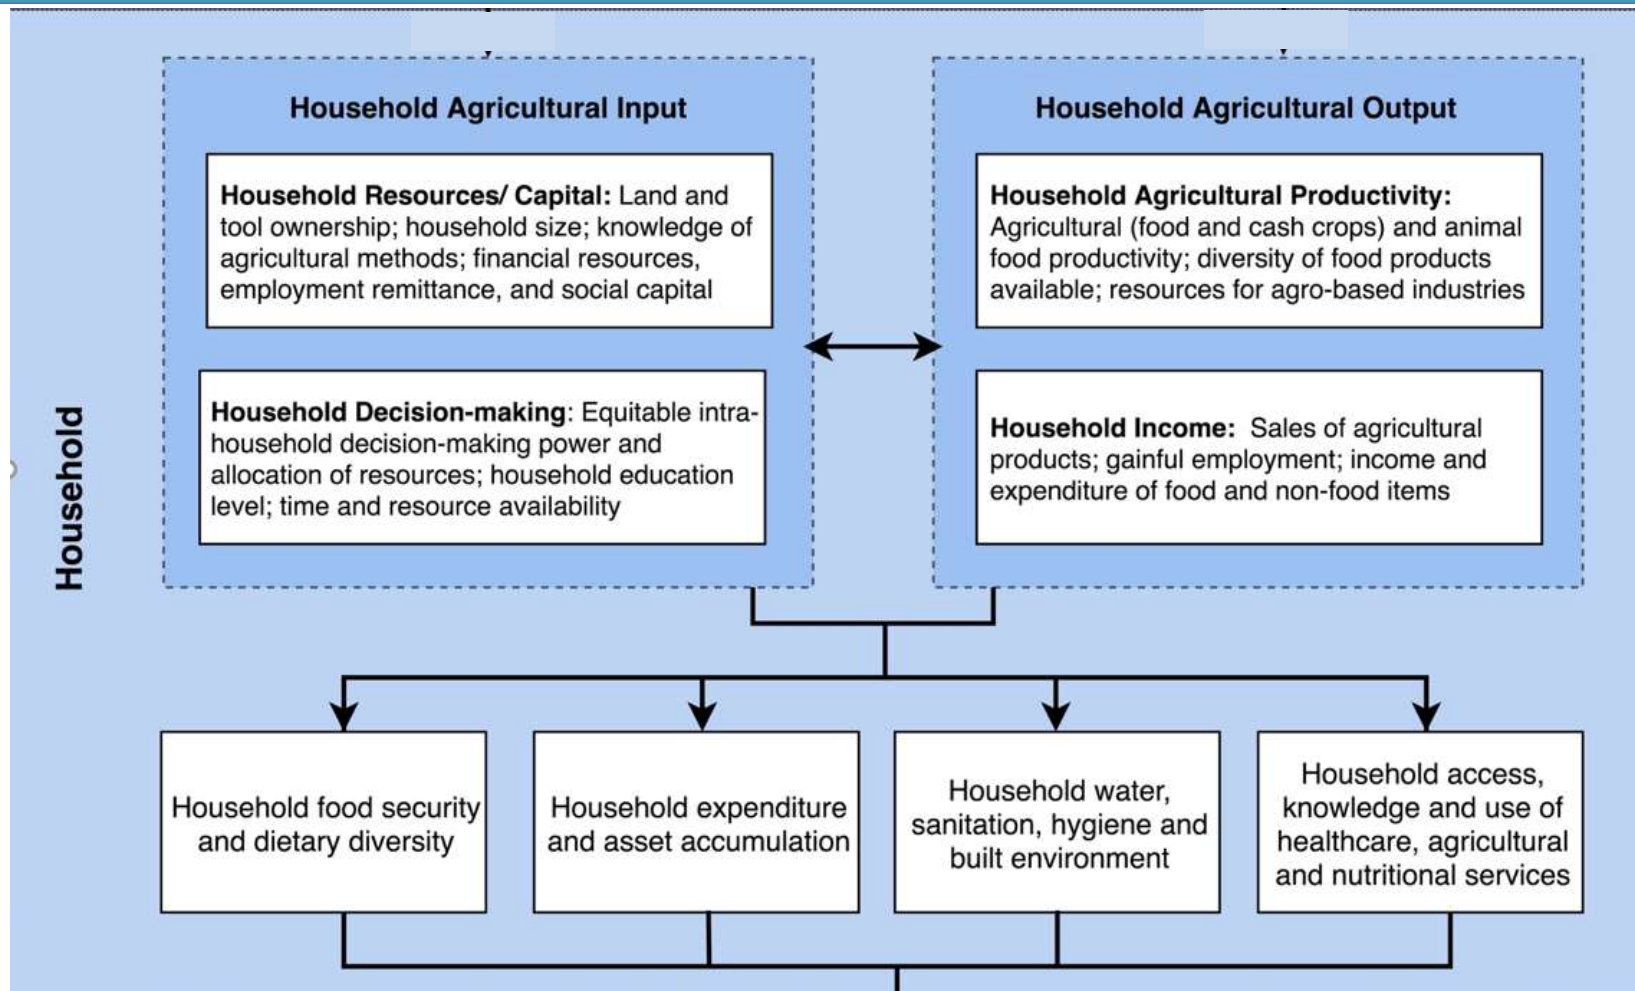 Household
Household Agricultural Input
Household Resources/ Capital: Land and
tool ownership; household size; knowledge of
agricultural methods; financial resources,
employment remittance, and social capital
Household Decision-making: Equitable intra-
household decision-making power and
allocation of resources; household education
level; time and resource availability
Household Agricultural Output
Household Agricultural Productivity:
Agricultural (food and cash crops) and animal
food productivity; diversity of food products
available; resources for agro-based industries
Household Income:  Sales of agricultural
products; gainful employment; income and
expenditure of food and non-food items
Household food security
and dietary diversity
Household expenditure
and asset accumulation
Household water,
sanitation, hygiene and
built environment
Household access,
knowledge and use of
healthcare, agricultural
and nutritional services